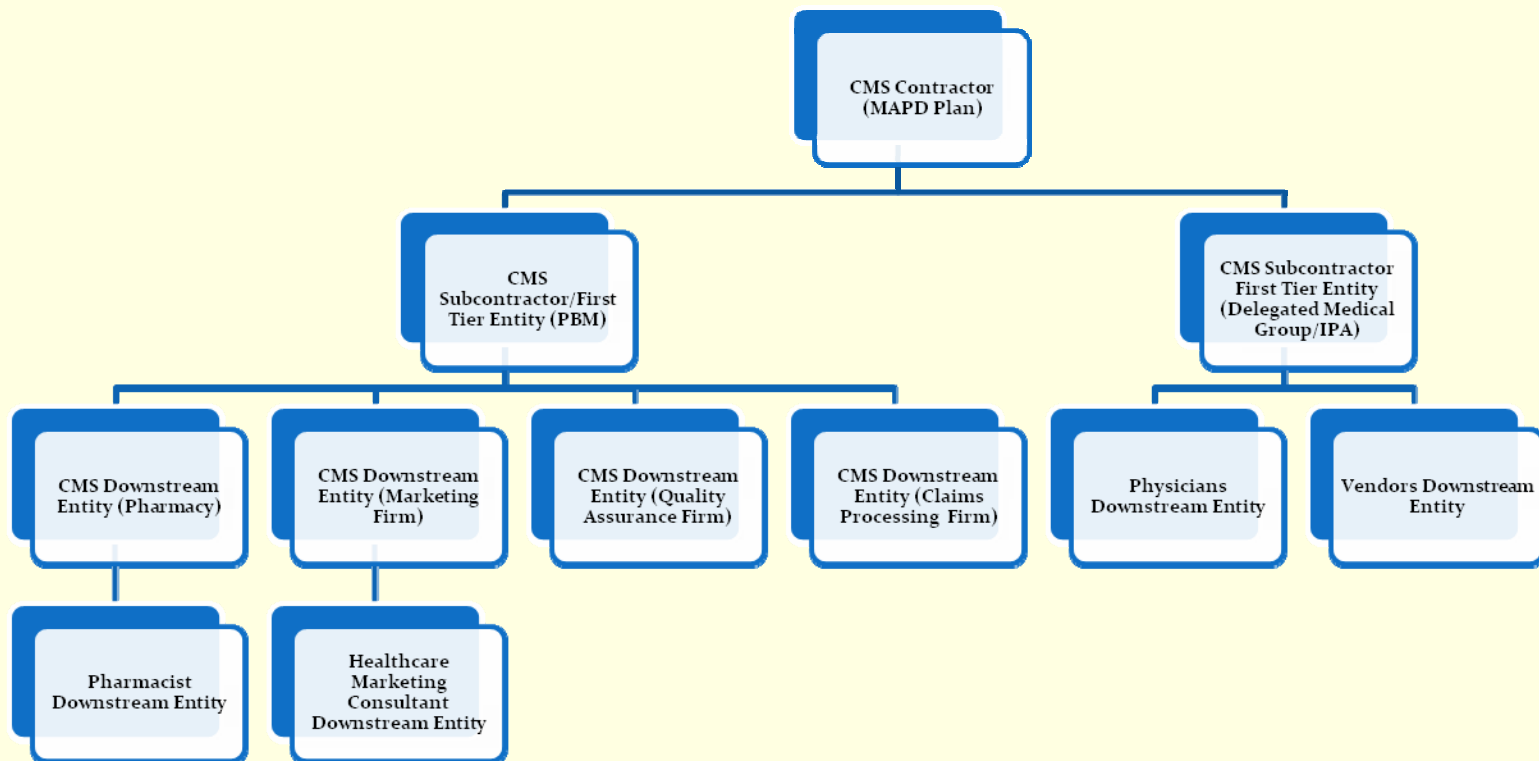 CMS Contractor
(MAPD Plan)
CMS
Subcontractor/First
Tier Entity (PBM)
CMS Subcontractor
First Tier Entity
(Delegated Medical
Group/IPA)
CMS Downstream
Entity (Pharmacy)
CMS Downstream
Entity (Marketing
Firm)
CMS Downstream
Entity (Quality
Assurance Firm)
CMS Downstream
Entity (Claims
Processing Firm)
Physicians
Downstream Entity
Vendors Downstream
Entity
Pharmacist
Downstream Entity
Healthcare
Marketing
Consultant
Downstream Entity